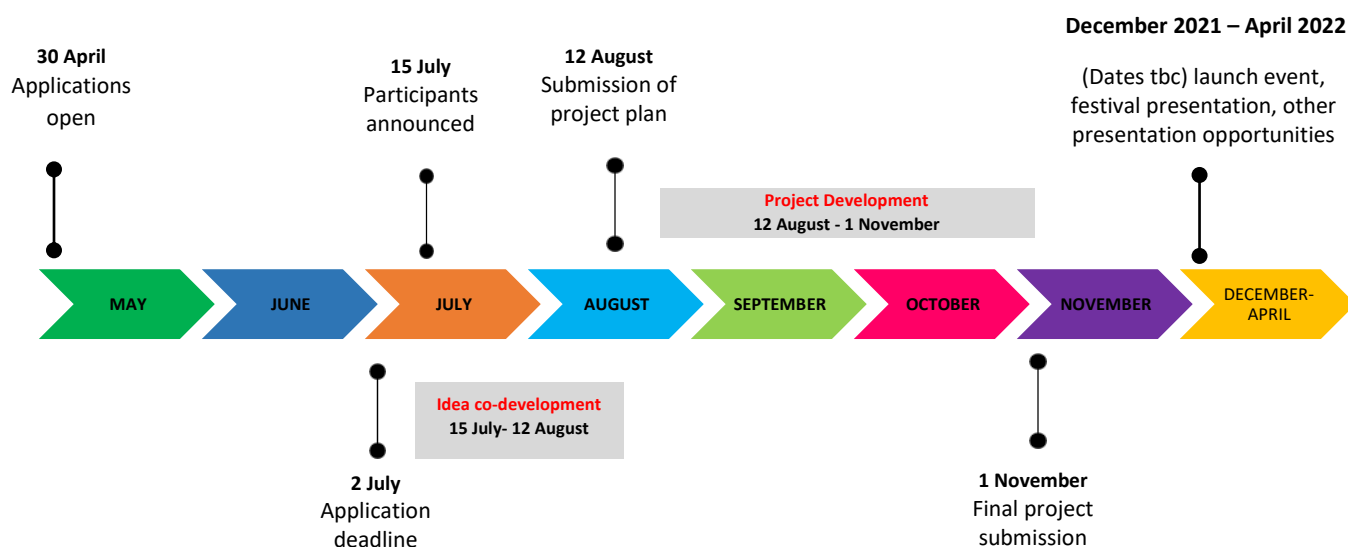 December 2021 – April 2022
(Dates tbc) launch event,
festival presentation, other
presentation opportunities
30 April
Applications
open
15 July
Participants
announced
12 August
Submission of
project plan
Project Development
12 August - 1 November
MAY
JUNE
JULY
AUGUST
SEPTEMBER
OCTOBER
NOVEMBER
DECEMBER-
APRIL
Idea co-development
15 July- 12 August
2 July
Application
deadline
1 November
Final project
submission